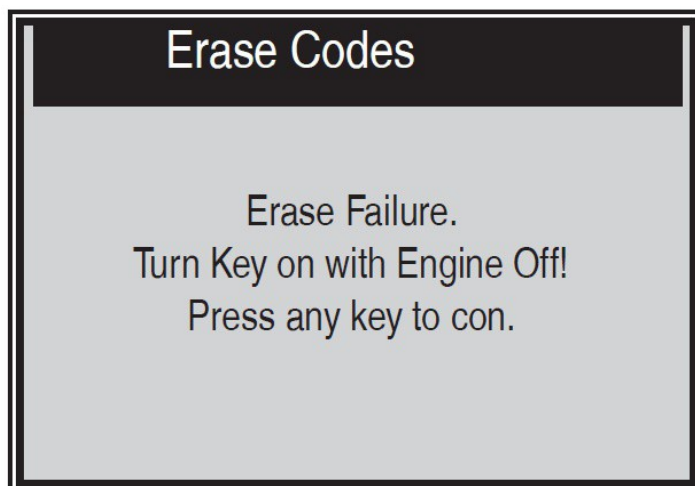 Erase Codes
Erase Failure.
Turn Key on with Engine Off!
Press any key to con.